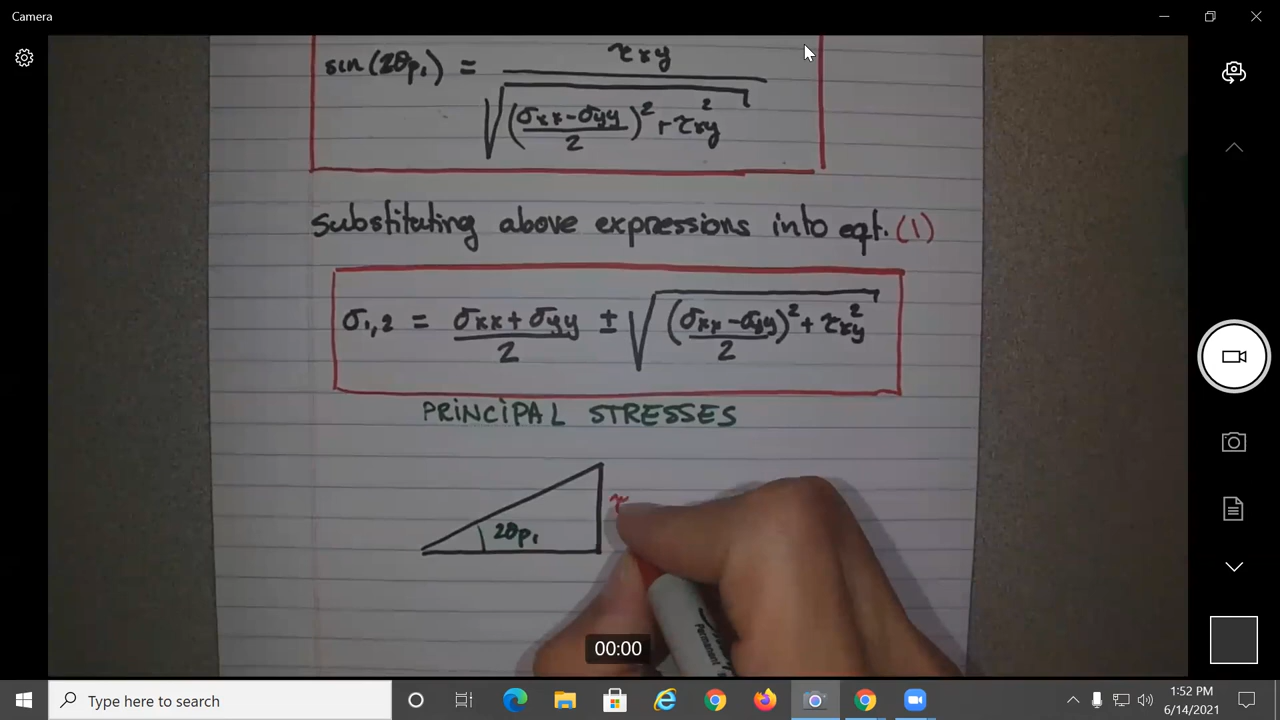 Camera
sin(2θp₁) = τxy / √((σxx-σyy/2)² + τxy²)
substituting above expressions into eqt. (1)
σ₁,₂ = σxx + σyy / 2 ± √((σxx-σyy/2)² + τxy²)
PRINCIPAL STRESSES
2θp₁
τ
Permanent
00:00
Type here to search
1:52 PM
6/14/2021